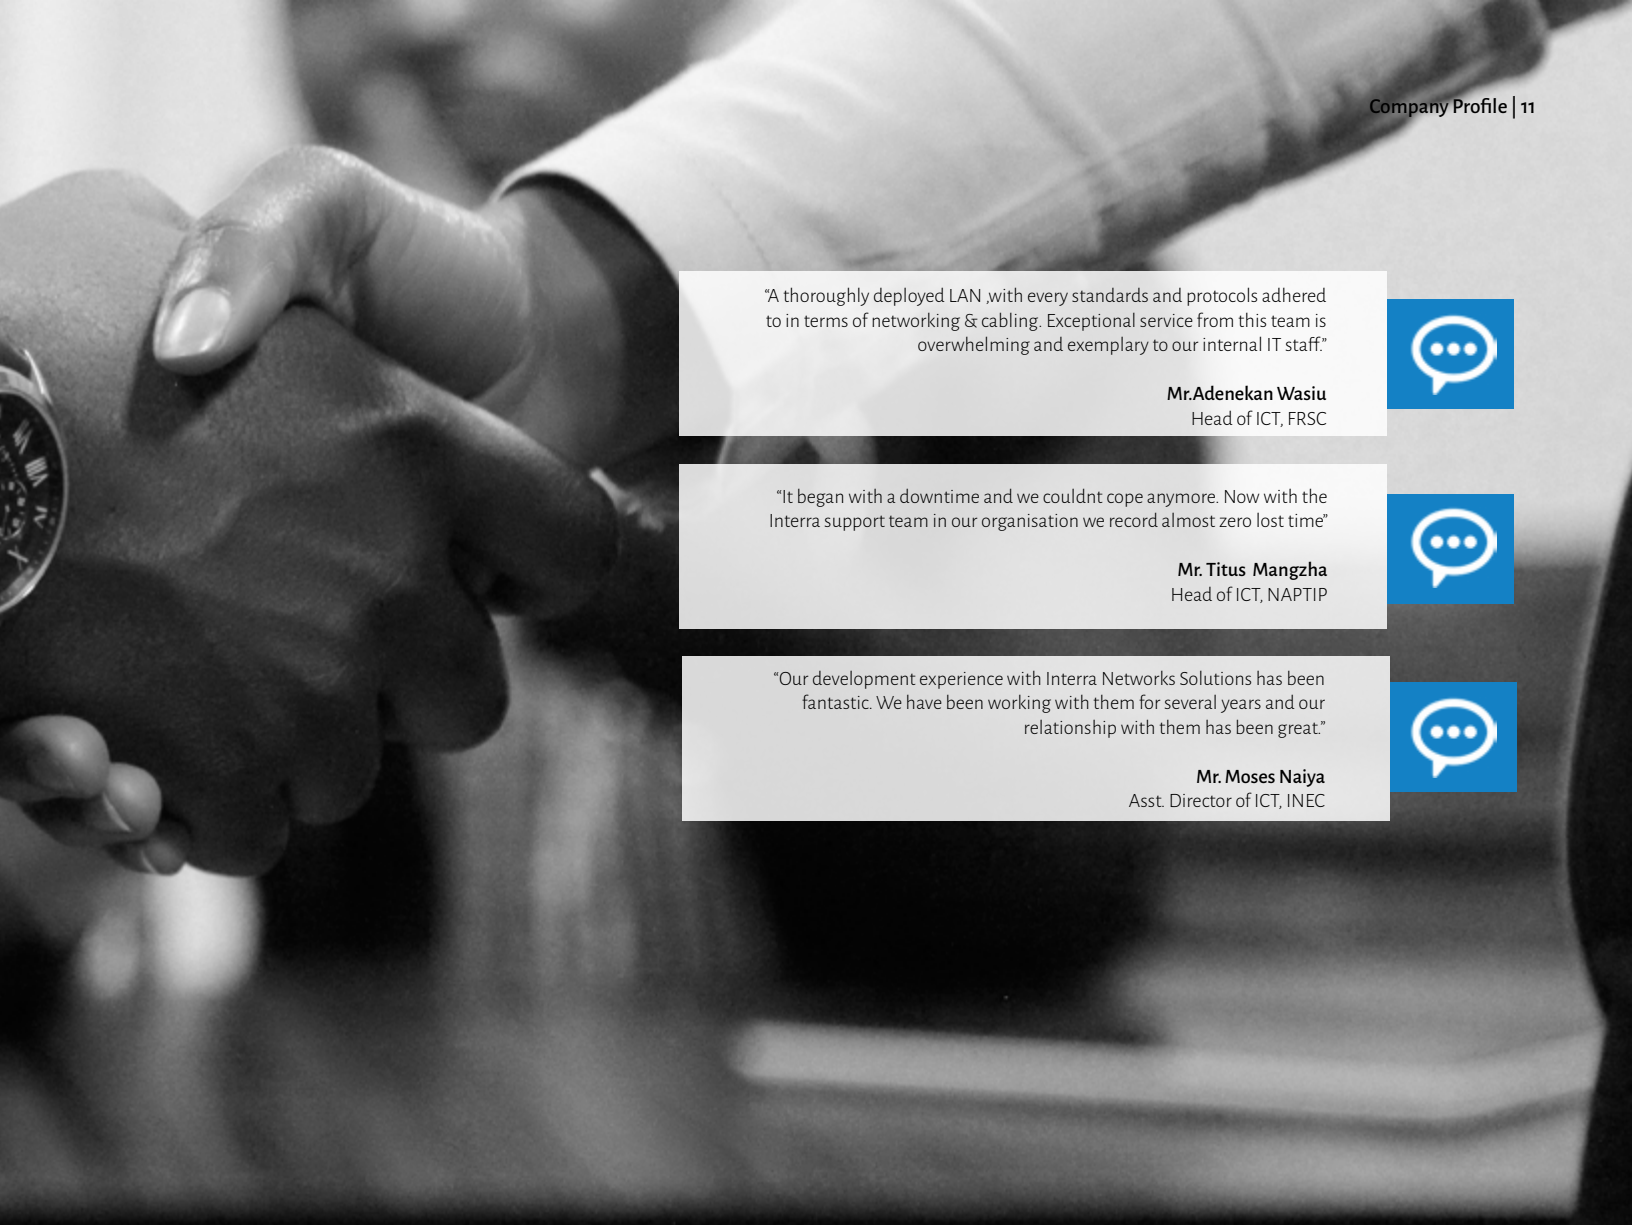 Company Profile | 11
“A thoroughly deployed LAN ,with every standards and protocols adhered
to in terms of networking & cabling. Exceptional service from this team is
overwhelming and exemplary to our internal IT staff.”
Mr.Adenekan Wasiu
Head of ICT, FRSC
“It began with a downtime and we couldnt cope anymore. Now with the
Interra support team in our organisation we record almost zero lost time”
Mr. Titus Mangzha
Head of ICT, NAPTIP
“Our development experience with Interra Networks Solutions has been
fantastic. We have been working with them for several years and our
relationship with them has been great.”
Mr. Moses Naiya
Asst. Director of ICT, INEC